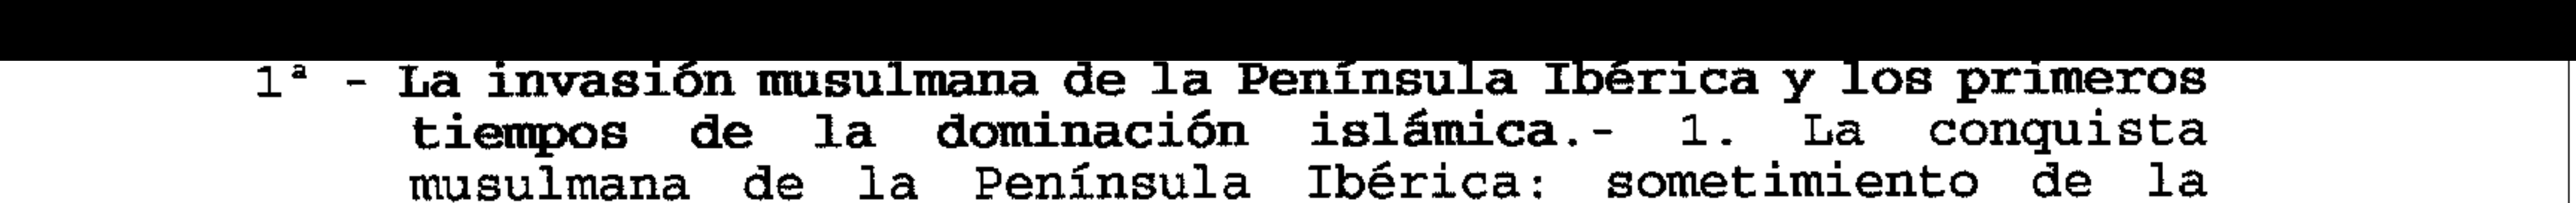 1ª - La invasión musulmana de la Península Ibérica y los primeros
tiempos de la dominación islámica.- 1. La conquista
musulmana de la Península Ibérica: sometimiento de la